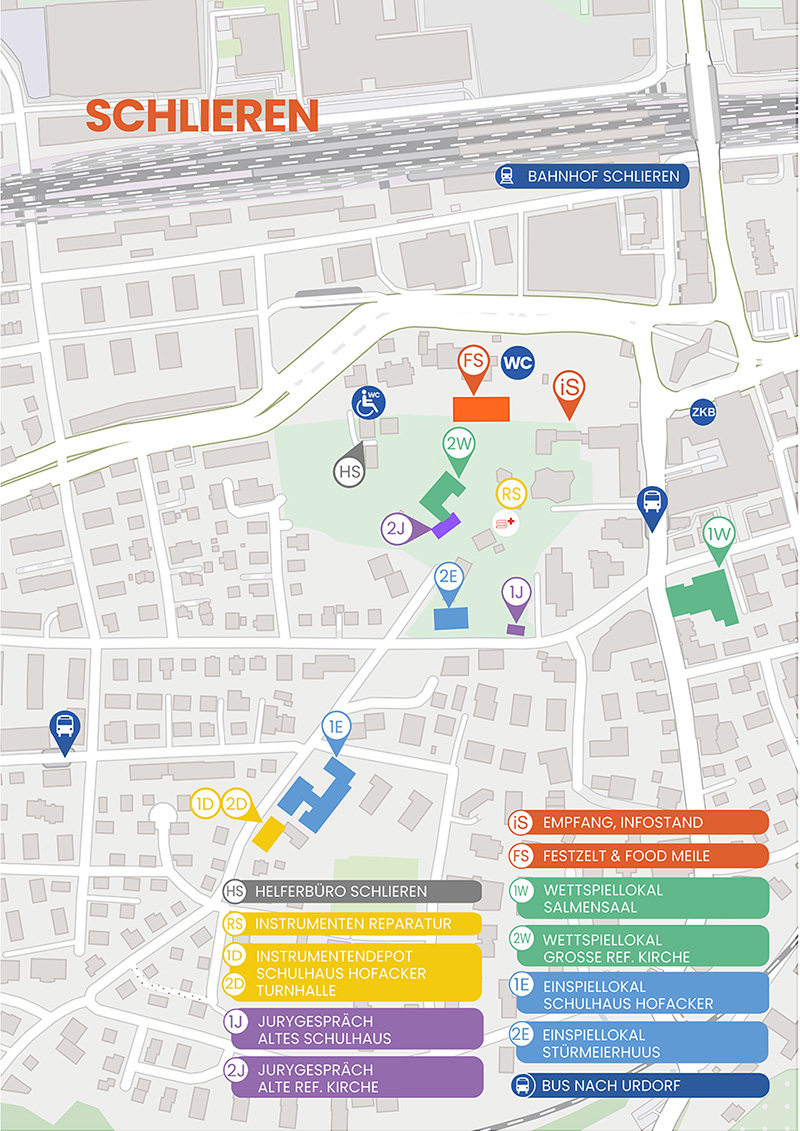 SCHLIEREN
BAHNHOF SCHLIEREN
FS
WC
iS
WC
ZKB
2W
HS
RS
2J
1W
2E
1J
1E
1D 2D
HS HELFERBÜRO SCHLIEREN
RS INSTRUMENTEN REPARATUR
1D INSTRUMENTENDEPOT
SCHULHAUS HOFACKER
2D TURNHALLE
1J JURYGESPRÄCH
ALTES SCHULHAUS
2J JURYGESPRÄCH
ALTE REF. KIRCHE
iS EMPFANG, INFOSTAND
FS FESTZELT & FOOD MEILE
1W WETTSPIELLOKAL
SALMENSAAL
2W WETTSPIELLOKAL
GROSSE REF. KIRCHE
1E EINSPIELLOKAL
SCHULHAUS HOFACKER
2E EINSPIELLOKAL
STÜRMEIERHUUS
BUS NACH URDORF